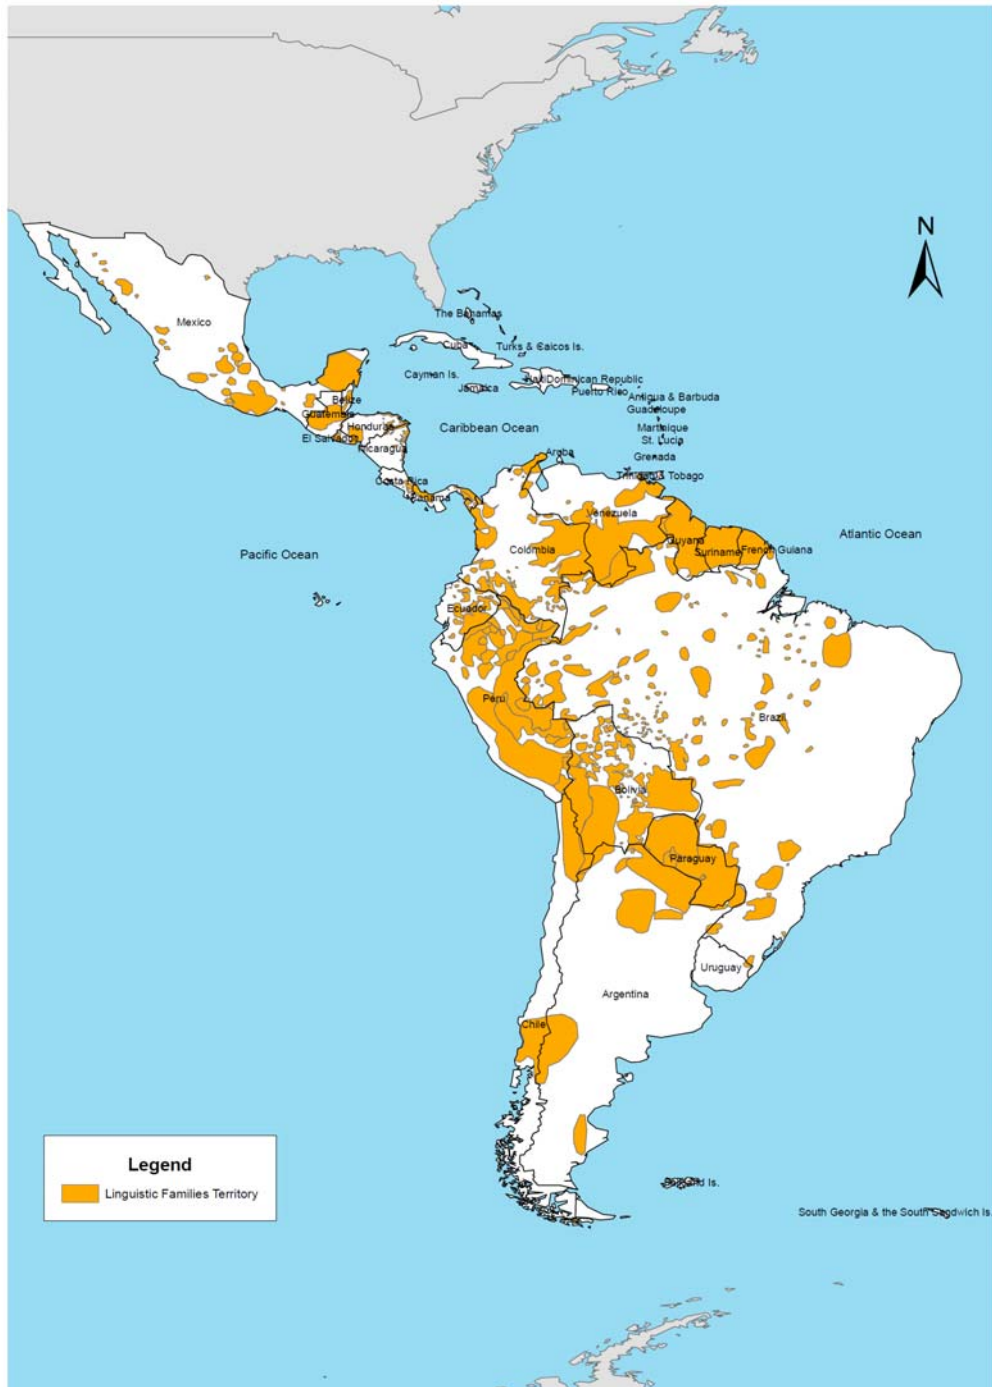 N
Mexico
The Bahamas
Cuba
Turks & Caicos Is.
Cayman Is.
Jamaica
Haiti
Dominican Republic
Puerto Rico
Antigua & Barbuda
Guadeloupe
Belize
Guatemala
Honduras
Caribbean Ocean
Martinique
St. Lucia
El Salvador
Nicaragua
Grenada
Aruba
Costa Rica
Panama
Trinidad & Tobago
Venezuela
Pacific Ocean
Colombia
Guyana
Suriname
French Guiana
Atlantic Ocean
Ecuador
Peru
Brazil
Bolivia
Paraguay
Uruguay
Argentina
Chile
Legend
Linguistic Families Territory
Is.
South Georgia & the South Sandwich Is.